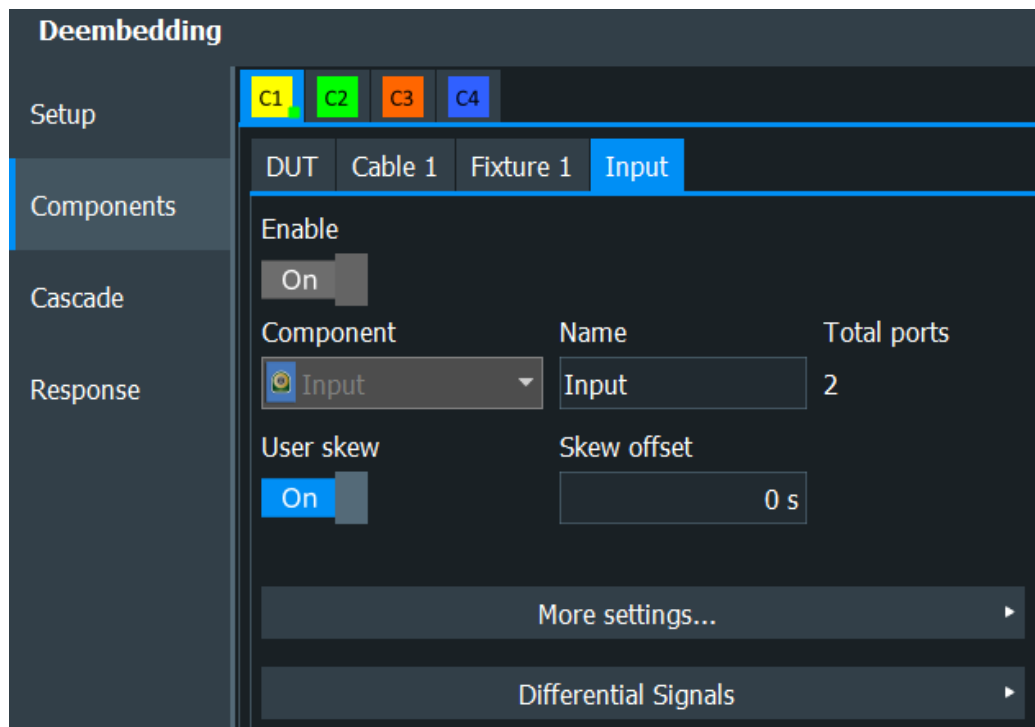 Deembedding
Setup
Components
Cascade
Response
C1 C2 C3 C4
DUT Cable 1 Fixture 1 Input
Enable
On
Component Name Total ports
Input Input 2
User skew Skew offset
On 0 s
More settings...
Differential Signals